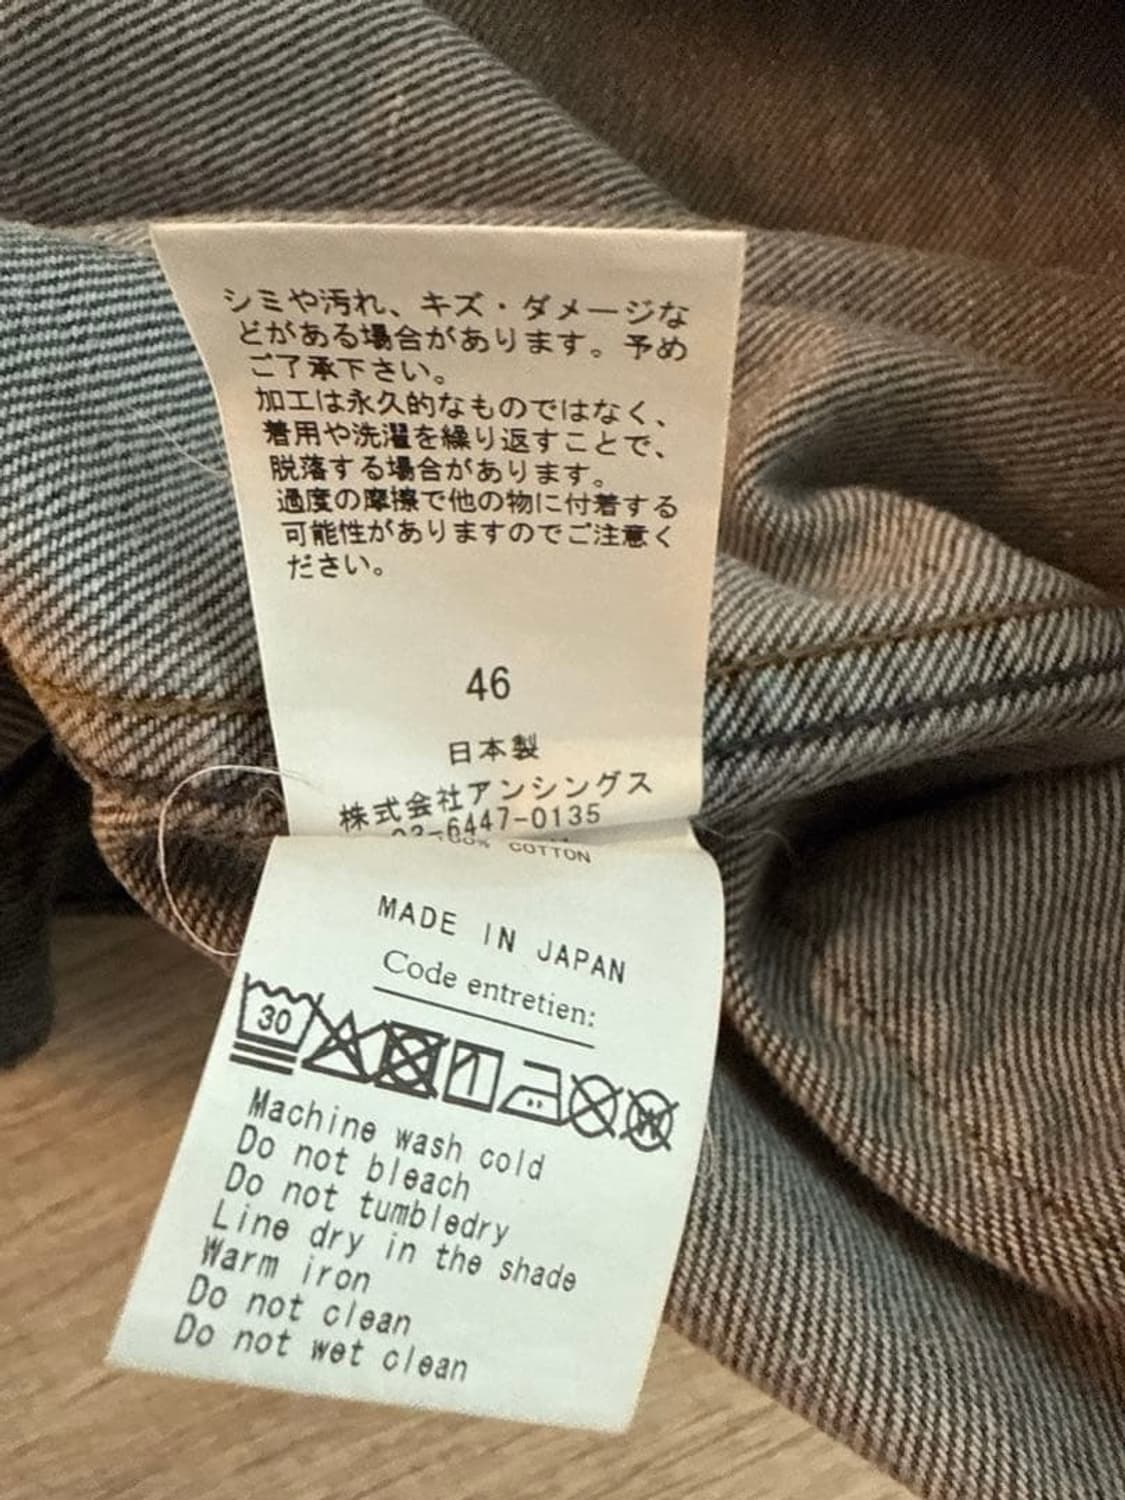 シミや汚れ、キズ・ダメージな
どがある場合があります。予め
ご了承下さい。
加工は永久的なものではなく、
着用や洗濯を繰り返すことで、
脱落する場合があります。
過度の摩擦で他の物に付着する
可能性がありますのでご注意く
ださい。
46
日本製
株式会社アンシングス
03-6447-0135
100% COTTON
MADE IN JAPAN
Code entretien:
30
W
Machine wash cold
Do not bleach
Do not tumbledry
Line dry in the shade
Warm iron
Do not clean
Do not wet clean